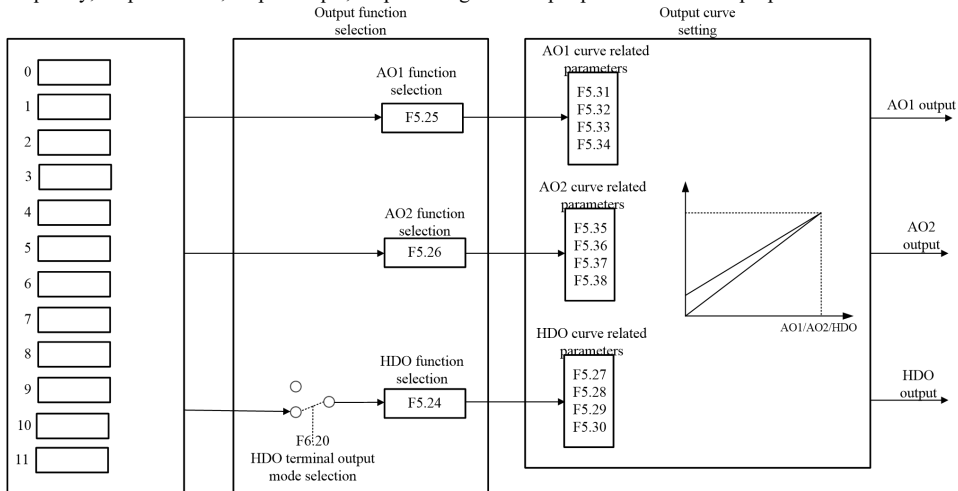 Output function
selection
Output curve
setting
0
1
2
3
4
5
6
7
8
9
10
11
AO1 function
selection
F5.25
AO2 function
selection
F5.26
HDO function
selection
F5.24
F6.20
HDO terminal output
mode selection
AO1 curve related
parameters
F5.31
F5.32
F5.33
F5.34
AO2 curve related
parameters
F5.35
F5.36
F5.37
F5.38
HDO curve related
parameters
F5.27
F5.28
F5.29
F5.30
AO1/AO2/HDO
AO1 output
AO2
output
HDO
output